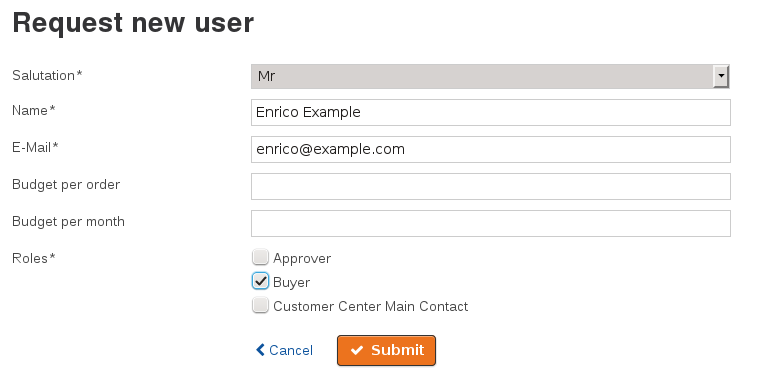 Request new user
Salutation* Mr
Name* Enrico Example
E-Mail* enrico@example.com
Budget per order
Budget per month
Roles* Approver
Buyer
Customer Center Main Contact
Cancel Submit